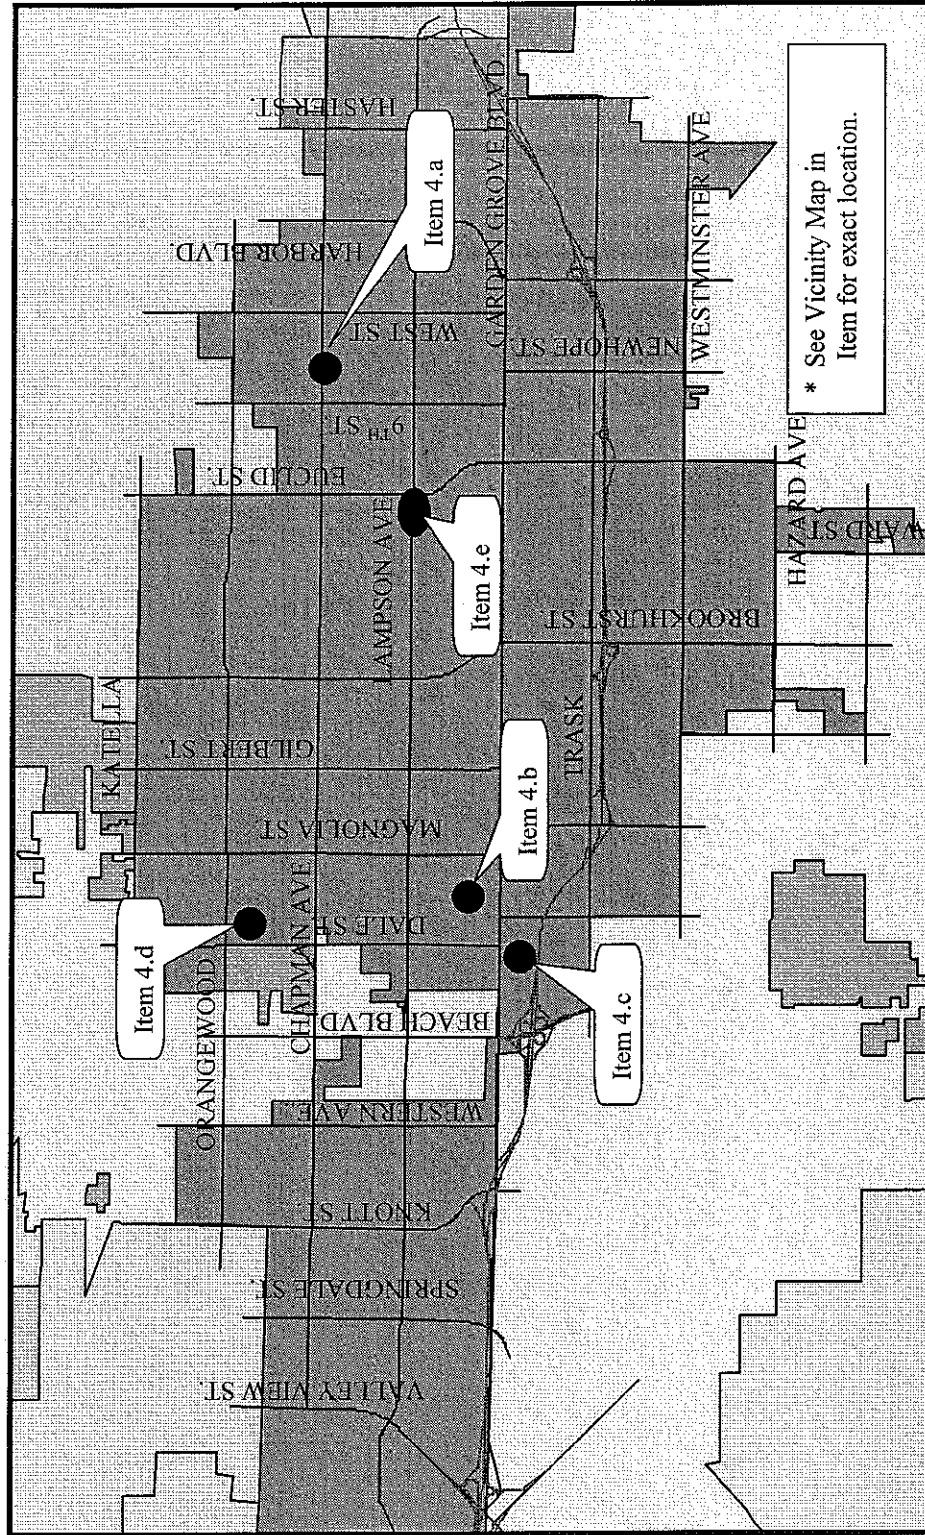 KATELLA
ORANGEWOOD
CHAPMAN AVE
LAMPSON AVE
GARDEN GROVE BLVD
TRASK
WESTMINSTER AVE
HAZARD AVE
VALLEY VIEW ST.
SPRINGDALE ST.
KNOTT ST
WESTERN AVE.
BEACH BLVD
DALE ST.
MAGNOLIA ST
GILBERT ST
BROOKHURST ST.
WARD ST
EUCLID ST.
9TH ST
NEWHOPE ST.
WEST ST
HARBOR BLVD.
HASTER ST.
Item 4.d
Item 4.b
Item 4.c
Item 4.e
Item 4.a
* See Vicinity Map in
Item for exact location.